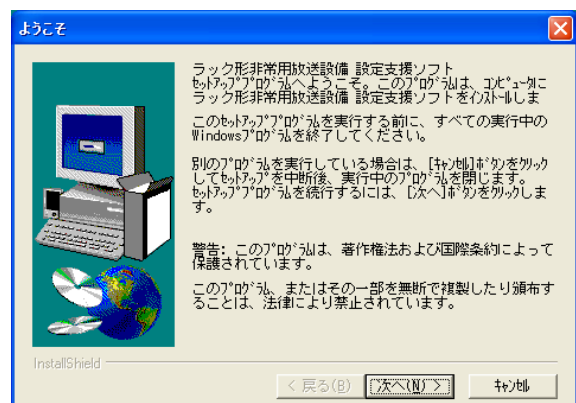 ようこそ
ラック形非常用放送設備 設定支援ソフト
ｾｯﾄｱｯﾌﾟﾌﾟﾛｸﾞﾗﾑへようこそ。このﾌﾟﾛｸﾞﾗﾑは、ｺﾝﾋﾟｭｰﾀに
ラック形非常用放送設備 設定支援ソフトをｲﾝｽﾄｰﾙしま
このｾｯﾄｱｯﾌﾟﾌﾟﾛｸﾞﾗﾑを実行する前に、すべての実行中の
Windowsﾌﾟﾛｸﾞﾗﾑを終了してください。
別のﾌﾟﾛｸﾞﾗﾑを実行している場合は、[ｷｬﾝｾﾙ]ﾎﾞﾀﾝをｸﾘｯｸ
してｾｯﾄｱｯﾌﾟを中断後、実行中のﾌﾟﾛｸﾞﾗﾑを閉じます。
ｾｯﾄｱｯﾌﾟﾌﾟﾛｸﾞﾗﾑを続行するには、[次へ]ﾎﾞﾀﾝをｸﾘｯｸしま
す。
警告: このﾌﾟﾛｸﾞﾗﾑは、著作権法および国際条約によって
保護されています。
このﾌﾟﾛｸﾞﾗﾑ、またはその一部を無断で複製したり頒布す
ることは、法律により禁止されています。
InstallShield
< 戻る(B) 次へ(N) > ｷｬﾝｾﾙ